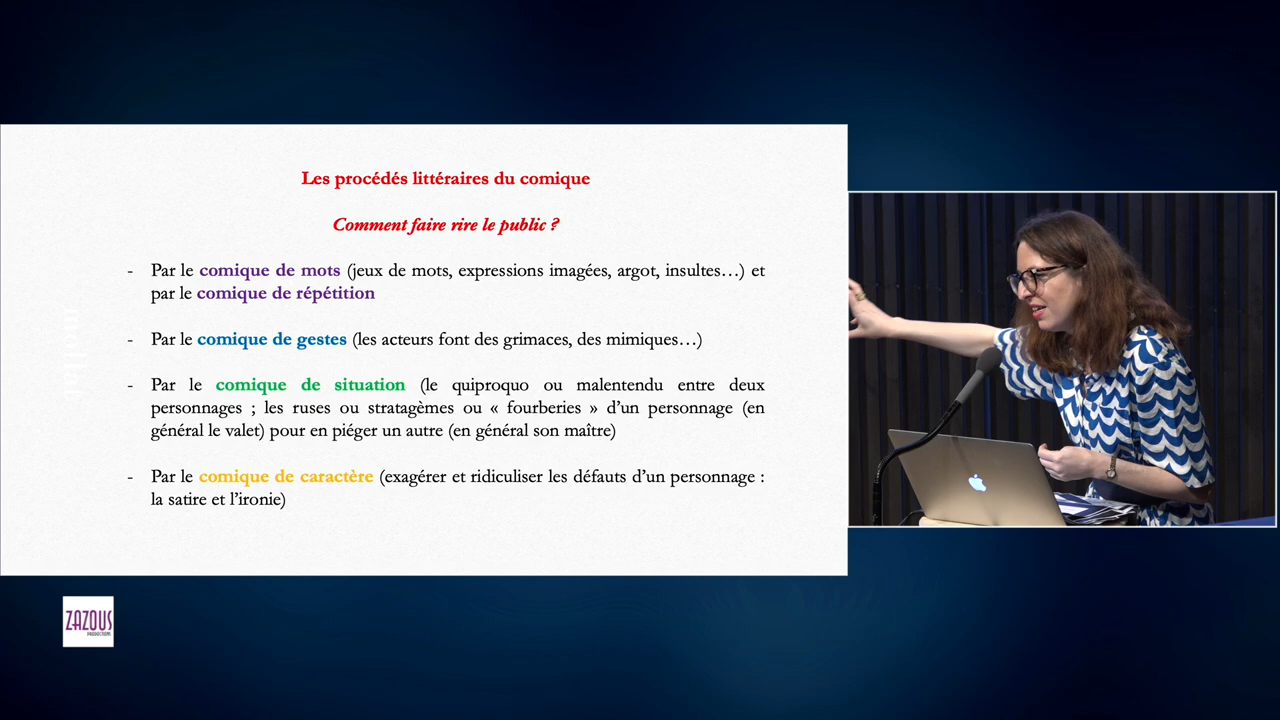 Les procédés littéraires du comique
Comment faire rire le public ?
- Par le comique de mots (jeux de mots, expressions imagées, argot, insultes…) et
par le comique de répétition
- Par le comique de gestes (les acteurs font des grimaces, des mimiques…)
- Par le comique de situation (le quiproquo ou malentendu entre deux
personnages ; les ruses ou stratagèmes ou « fourberies » d’un personnage (en
général le valet) pour en piéger un autre (en général son maître)
- Par le comique de caractère (exagérer et ridiculiser les défauts d’un personnage :
la satire et l’ironie)
ZAZOUS
PRODUCTIONS